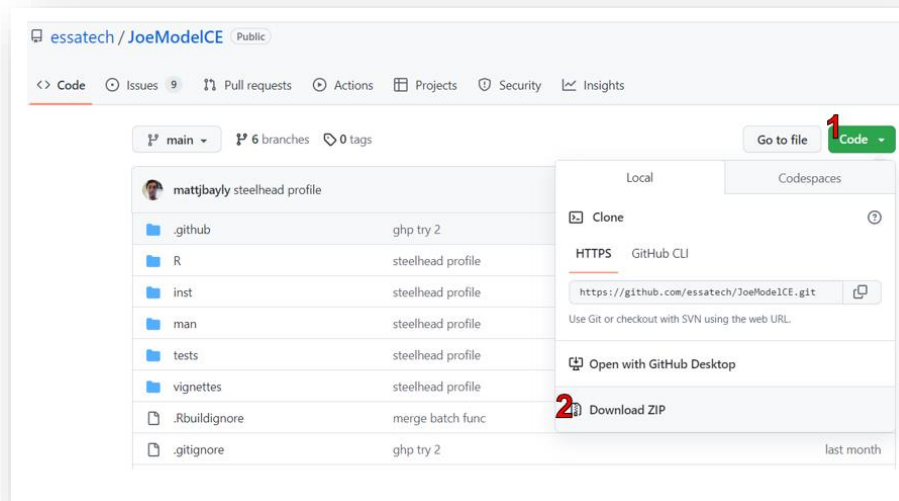 essatech / JoeModelCE Public
<> Code Issues 9 Pull requests Actions Projects Security Insights
1
main 6 branches 0 tags Go to file Code
mattjbayly steelhead profile
Local Codespaces
Clone
.github ghp try 2
HTTPS GitHub CLI
R steelhead profile
https://github.com/essatech/JoeModelCE.git
inst steelhead profile
Use Git or checkout with SVN using the web URL.
man steelhead profile
tests steelhead profile
Open with GitHub Desktop
vignettes steelhead profile
2 Download ZIP
.Rbuildignore merge batch func
.gitignore ghp try 2 last month